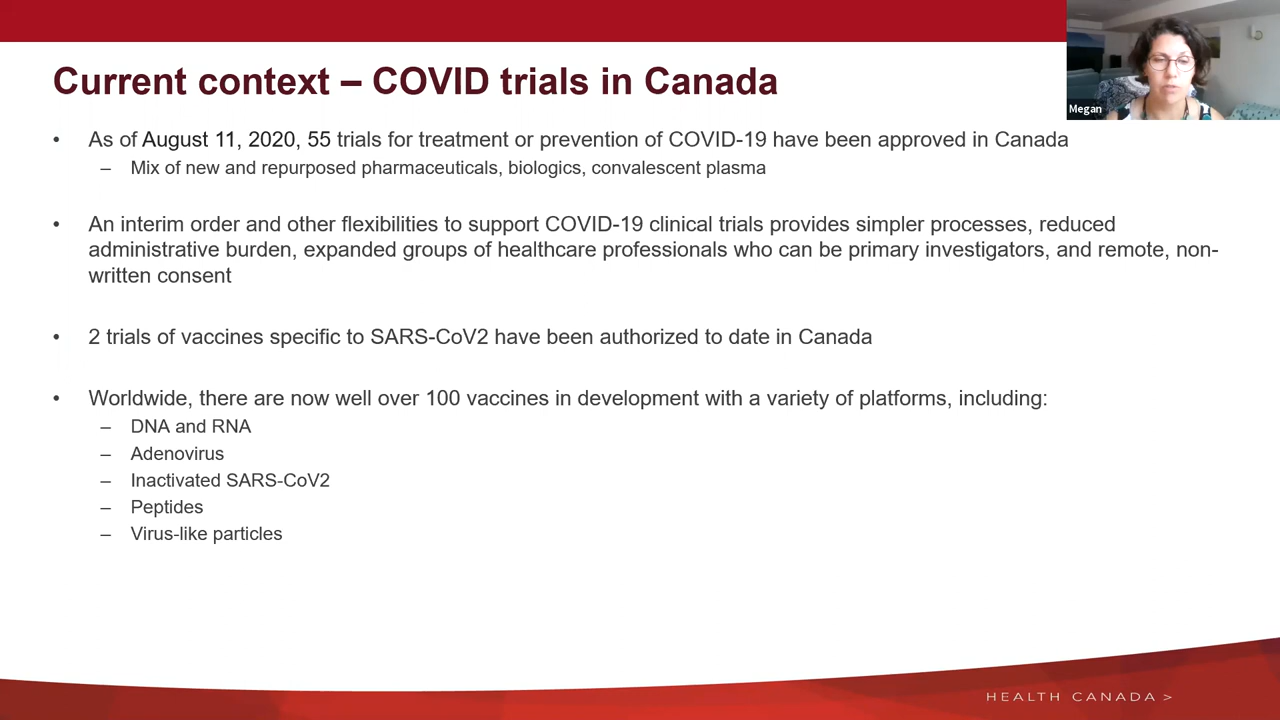 Current context – COVID trials in Canada
Megan
• As of August 11, 2020, 55 trials for treatment or prevention of COVID-19 have been approved in Canada
– Mix of new and repurposed pharmaceuticals, biologics, convalescent plasma
• An interim order and other flexibilities to support COVID-19 clinical trials provides simpler processes, reduced
administrative burden, expanded groups of healthcare professionals who can be primary investigators, and remote, non-
written consent
• 2 trials of vaccines specific to SARS-CoV2 have been authorized to date in Canada
• Worldwide, there are now well over 100 vaccines in development with a variety of platforms, including:
– DNA and RNA
– Adenovirus
– Inactivated SARS-CoV2
– Peptides
– Virus-like particles
HEALTH CANADA >